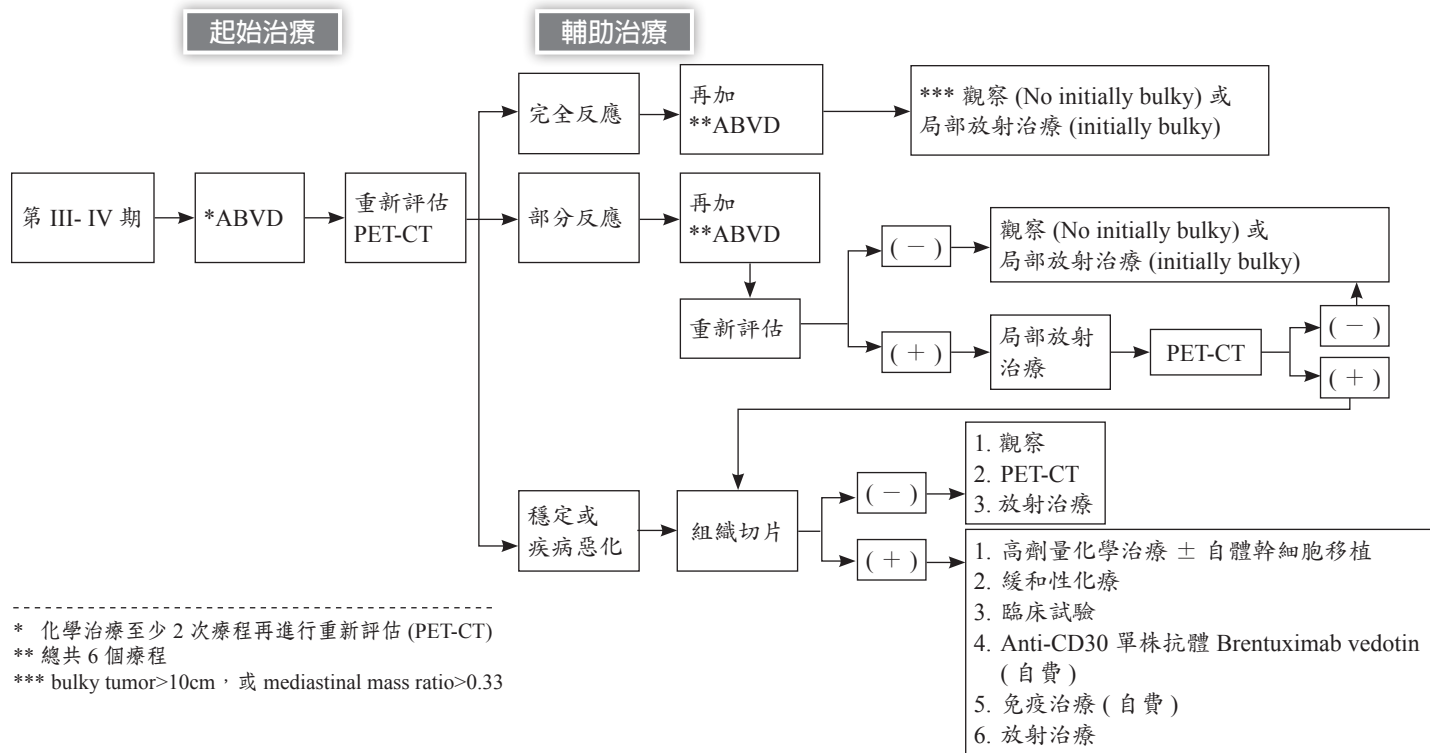 起始治療
輔助治療
第 III- IV 期
*ABVD
重新評估
PET-CT
完全反應
再加
**ABVD
*** 觀察 (No initially bulky) 或
局部放射治療 (initially bulky)
部分反應
再加
**ABVD
重新評估
( － )
觀察 (No initially bulky) 或
局部放射治療 (initially bulky)
( ＋ )
局部放射
治療
PET-CT
( － )
( ＋ )
穩定或
疾病惡化
組織切片
( － )
1. 觀察
2. PET-CT
3. 放射治療
( ＋ )
1. 高劑量化學治療 ± 自體幹細胞移植
2. 緩和性化療
3. 臨床試驗
4. Anti-CD30 單株抗體 Brentuximab vedotin
( 自費 )
5. 免疫治療 ( 自費 )
6. 放射治療
* 化學治療至少 2 次療程再進行重新評估 (PET-CT)
** 總共 6 個療程
*** bulky tumor>10cm，或 mediastinal mass ratio>0.33